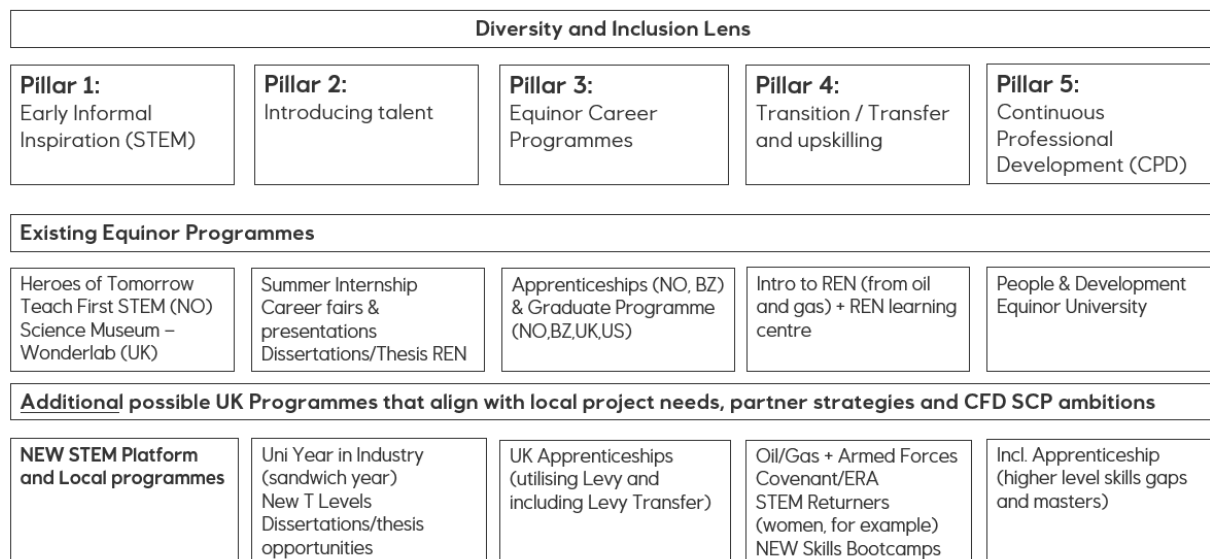 Diversity and Inclusion Lens
Pillar 1:
Early Informal
Inspiration (STEM)
Pillar 2:
Introducing talent
Pillar 3:
Equinor Career
Programmes
Pillar 4:
Transition / Transfer
and upskilling
Pillar 5:
Continuous
Professional
Development (CPD)
Existing Equinor Programmes
Heroes of Tomorrow
Teach First STEM (NO)
Science Museum –
Wonderlab (UK)
Summer Internship
Career fairs &
presentations
Dissertations/Thesis REN
Apprenticeships (NO, BZ)
& Graduate Programme
(NO,BZ,UK,US)
Intro to REN (from oil
and gas) + REN learning
centre
People & Development
Equinor University
Additional possible UK Programmes that align with local project needs, partner strategies and CFD SCP ambitions
NEW STEM Platform
and Local programmes
Uni Year in Industry
(sandwich year)
New T Levels
Dissertations/thesis
opportunities
UK Apprenticeships
(utilising Levy and
including Levy Transfer)
Oil/Gas + Armed Forces
Covenant/ERA
STEM Returners
(women, for example)
NEW Skills Bootcamps
Incl. Apprenticeship
(higher level skills gaps
and masters)